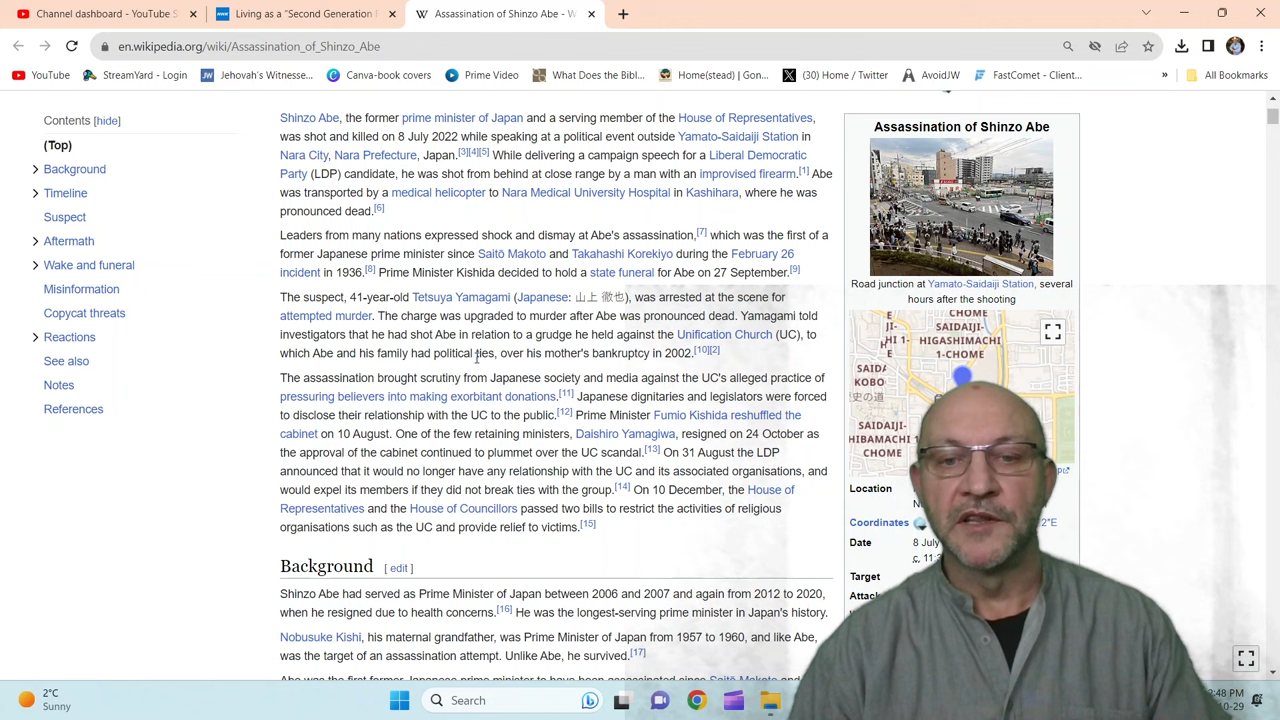 Channel dashboard - YouTube S
Living as a "Second Generation f
Assassination of Shinzo Abe - W
en.wikipedia.org/wiki/Assassination_of_Shinzo_Abe
YouTube
StreamYard - Login
Jehovah's Witnesse...
Canva-book covers
Prime Video
What Does the Bibl...
Home(stead) | Gon...
(30) Home / Twitter
AvoidJW
FastComet - Client...
»
All Bookmarks
Contents [hide]
(Top)
Background
Timeline
Suspect
Aftermath
Wake and funeral
Misinformation
Copycat threats
Reactions
See also
Notes
References
Shinzo Abe, the former prime minister of Japan and a serving member of the House of Representatives,
was shot and killed on 8 July 2022 while speaking at a political event outside Yamato-Saidaiji Station in
Nara City, Nara Prefecture, Japan.[3][4][5] While delivering a campaign speech for a Liberal Democratic
Party (LDP) candidate, he was shot from behind at close range by a man with an improvised firearm.[1] Abe
was transported by a medical helicopter to Nara Medical University Hospital in Kashihara, where he was
pronounced dead.[6]
Leaders from many nations expressed shock and dismay at Abe's assassination,[7] which was the first of a
former Japanese prime minister since Saitō Makoto and Takahashi Korekiyo during the February 26
incident in 1936.[8] Prime Minister Kishida decided to hold a state funeral for Abe on 27 September.[9]
The suspect, 41-year-old Tetsuya Yamagami (Japanese: 山上 徹也), was arrested at the scene for
attempted murder. The charge was upgraded to murder after Abe was pronounced dead. Yamagami told
investigators that he had shot Abe in relation to a grudge he held against the Unification Church (UC), to
which Abe and his family had political ties, over his mother's bankruptcy in 2002.[10][2]
The assassination brought scrutiny from Japanese society and media against the UC's alleged practice of
pressuring believers into making exorbitant donations.[11] Japanese dignitaries and legislators were forced
to disclose their relationship with the UC to the public.[12] Prime Minister Fumio Kishida reshuffled the
cabinet on 10 August. One of the few retaining ministers, Daishiro Yamagiwa, resigned on 24 October as
the approval of the cabinet continued to plummet over the UC scandal.[13] On 31 August the LDP
announced that it would no longer have any relationship with the UC and its associated organisations, and
would expel its members if they did not break ties with the group.[14] On 10 December, the House of
Representatives and the House of Councillors passed two bills to restrict the activities of religious
organisations such as the UC and provide relief to victims.[15]
Background [ edit ]
Shinzo Abe had served as Prime Minister of Japan between 2006 and 2007 and again from 2012 to 2020,
when he resigned due to health concerns.[16] He was the longest-serving prime minister in Japan's history.
Nobusuke Kishi, his maternal grandfather, was Prime Minister of Japan from 1957 to 1960, and like Abe,
was the target of an assassination attempt. Unlike Abe, he survived.[17]
Abe was the first former Japanese prime minister to have been assassinated since Saitō Makoto and
Assassination of Shinzo Abe
Road junction at Yamato-Saidaiji Station, several
hours after the shooting
SAIDAIJI-
HIGASHIMACHI
1-CHOME
SAIDAIJI-
HIBAMACHI
CHOME
Location
Coordinates
2°E
Date
8 July
Target
2°C
Sunny
Search
:48 PM
10-29